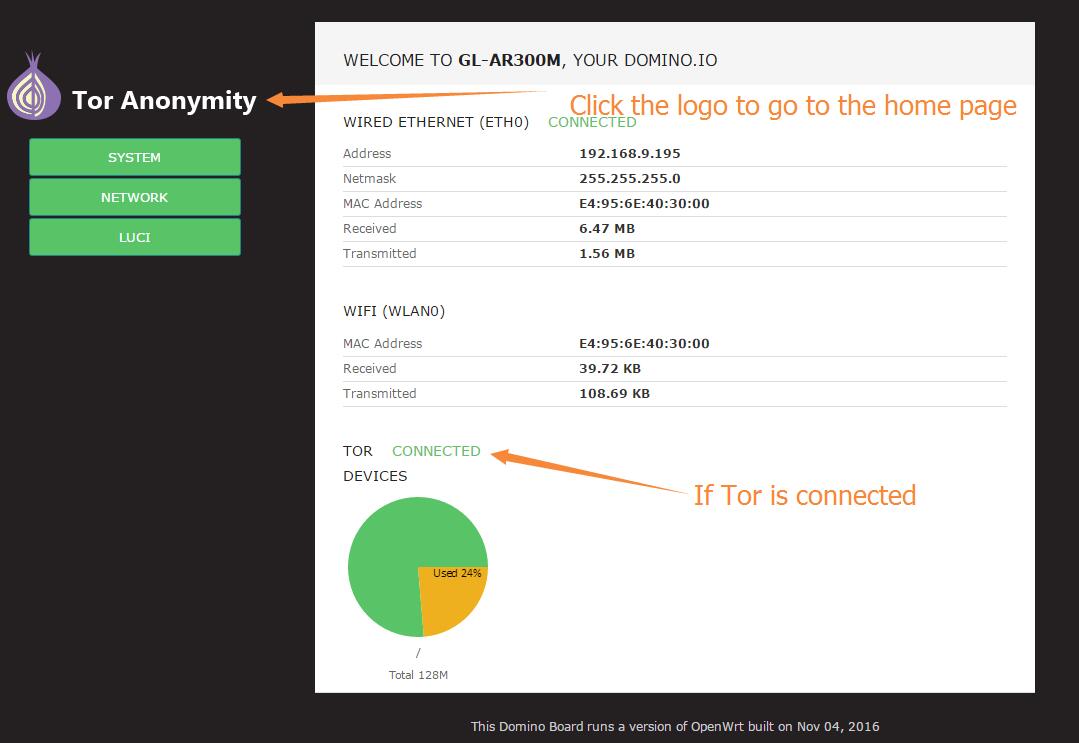 WELCOME TO GL-AR300M, YOUR DOMINO.IO
Tor Anonymity
Click the logo to go to the home page
SYSTEM
NETWORK
LUCI
WIRED ETHERNET (ETH0) CONNECTED
Address 192.168.9.195
Netmask 255.255.255.0
MAC Address E4:95:6E:40:30:00
Received 6.47 MB
Transmitted 1.56 MB
WIFI (WLAN0)
MAC Address E4:95:6E:40:30:00
Received 39.72 KB
Transmitted 108.69 KB
TOR CONNECTED
If Tor is connected
DEVICES
Used 24%
/
Total 128M
This Domino Board runs a version of OpenWrt built on Nov 04, 2016